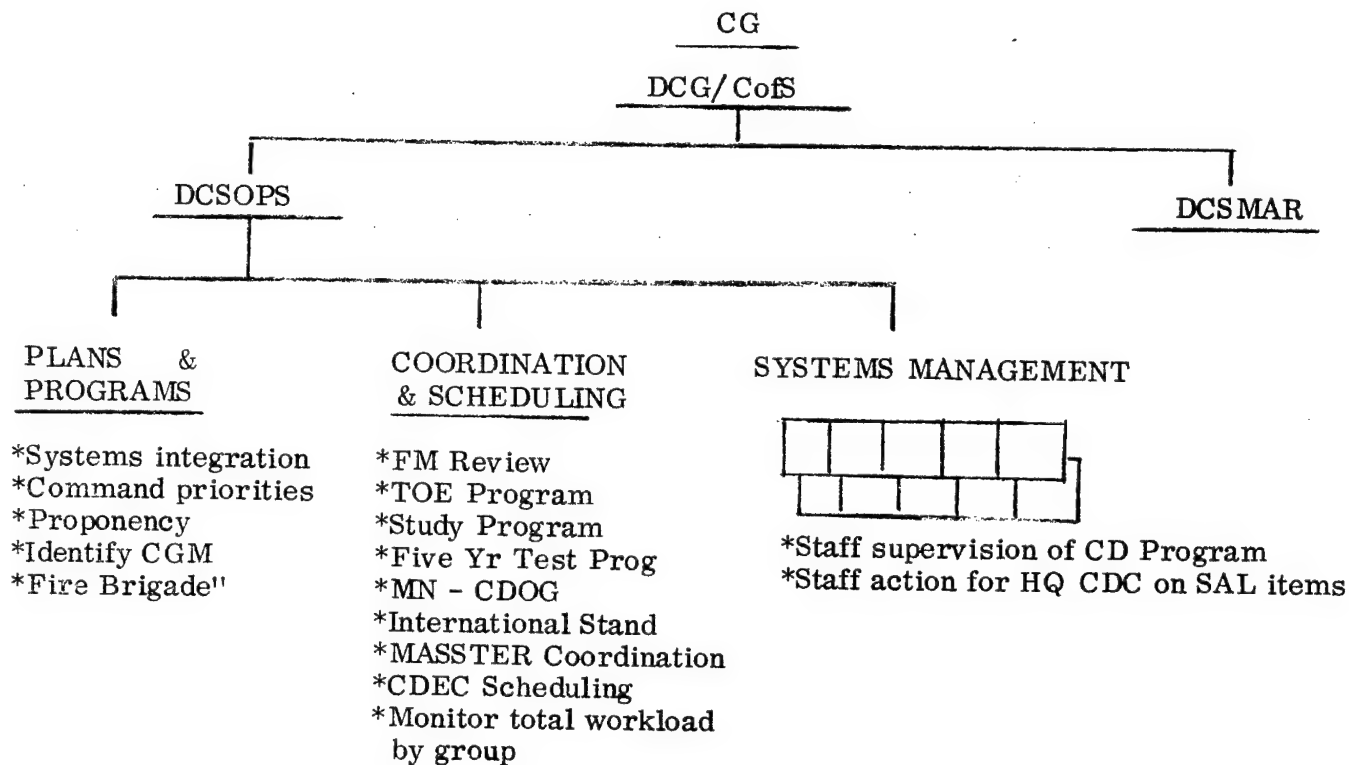 CG
DCG/CofS
DCSOPS
DCSMAR
PLANS &
PROGRAMS
*Systems integration
*Command priorities
*Proponency
*Identify CGM
*Fire Brigade"
COORDINATION
& SCHEDULING
*FM Review
*TOE Program
*Study Program
*Five Yr Test Prog
*MN - CDOG
*International Stand
*MASSTER Coordination
*CDEC Scheduling
*Monitor total workload
by group
SYSTEMS MANAGEMENT
*Staff supervision of CD Program
*Staff action for HQ CDC on SAL items